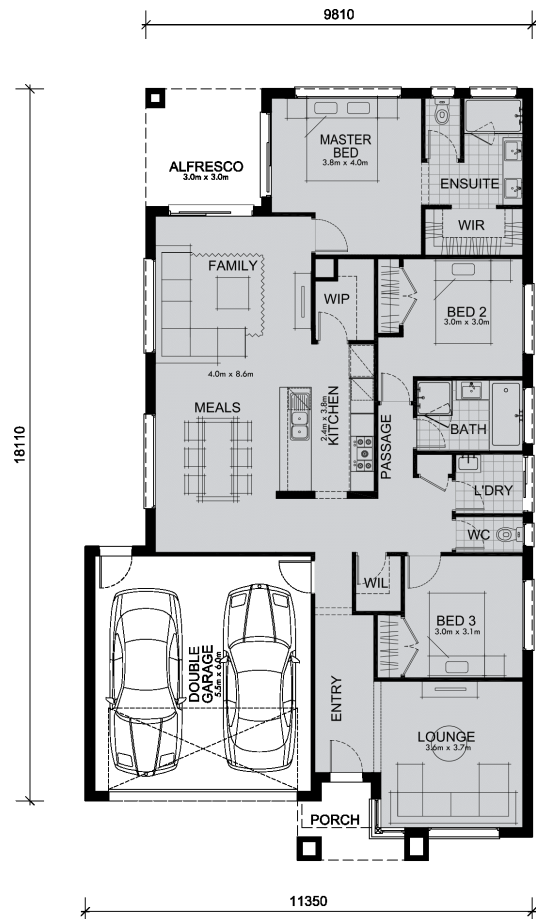 9810
MASTER
BED
3.8m x 4.0m
ALFRESCO
3.0m x 3.0m
ENSUITE
WIR
FAMILY
WIP
BED 2
3.0m x 3.0m
4.0m x 8.6m
MEALS
KITCHEN
2.4m x 3.8m
PASSAGE
BATH
18110
L'DRY
WC
WIL
BED 3
3.0m x 3.1m
DOUBLE
GARAGE
5.5m x 6.0m
ENTRY
LOUNGE
3.6m x 3.7m
PORCH
11350